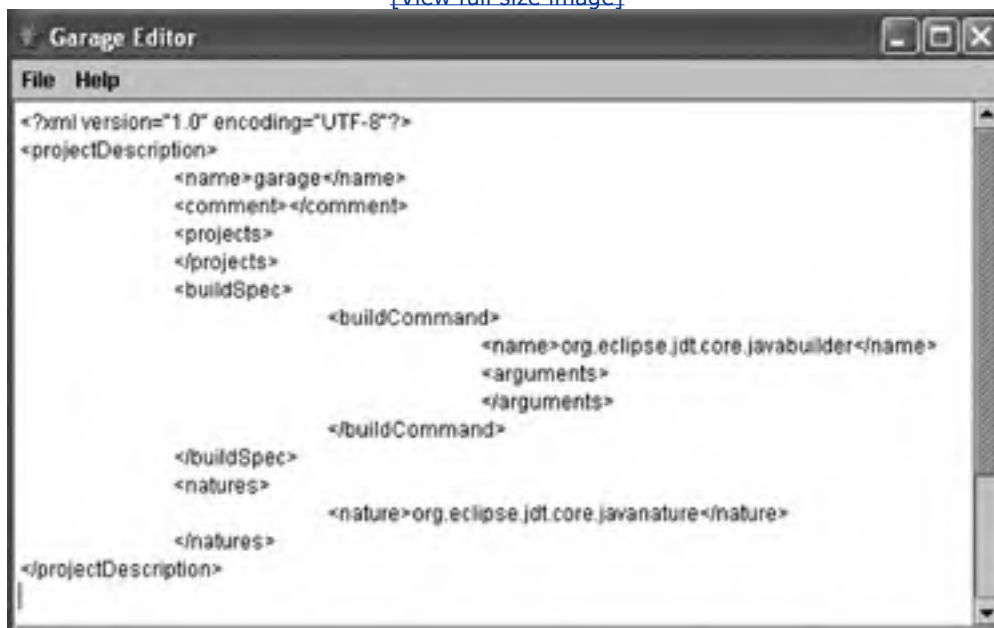 [View full size image]
Garage Editor
File Help
<?xml version="1.0" encoding="UTF-8"?>
<projectDescription>
<name>garage</name>
<comment></comment>
<projects>
</projects>
<buildSpec>
<buildCommand>
<name>org.eclipse.jdt.core.javabuilder</name>
<arguments>
</arguments>
</buildCommand>
</buildSpec>
<natures>
<nature>org.eclipse.jdt.core.javanature</nature>
</natures>
</projectDescription>